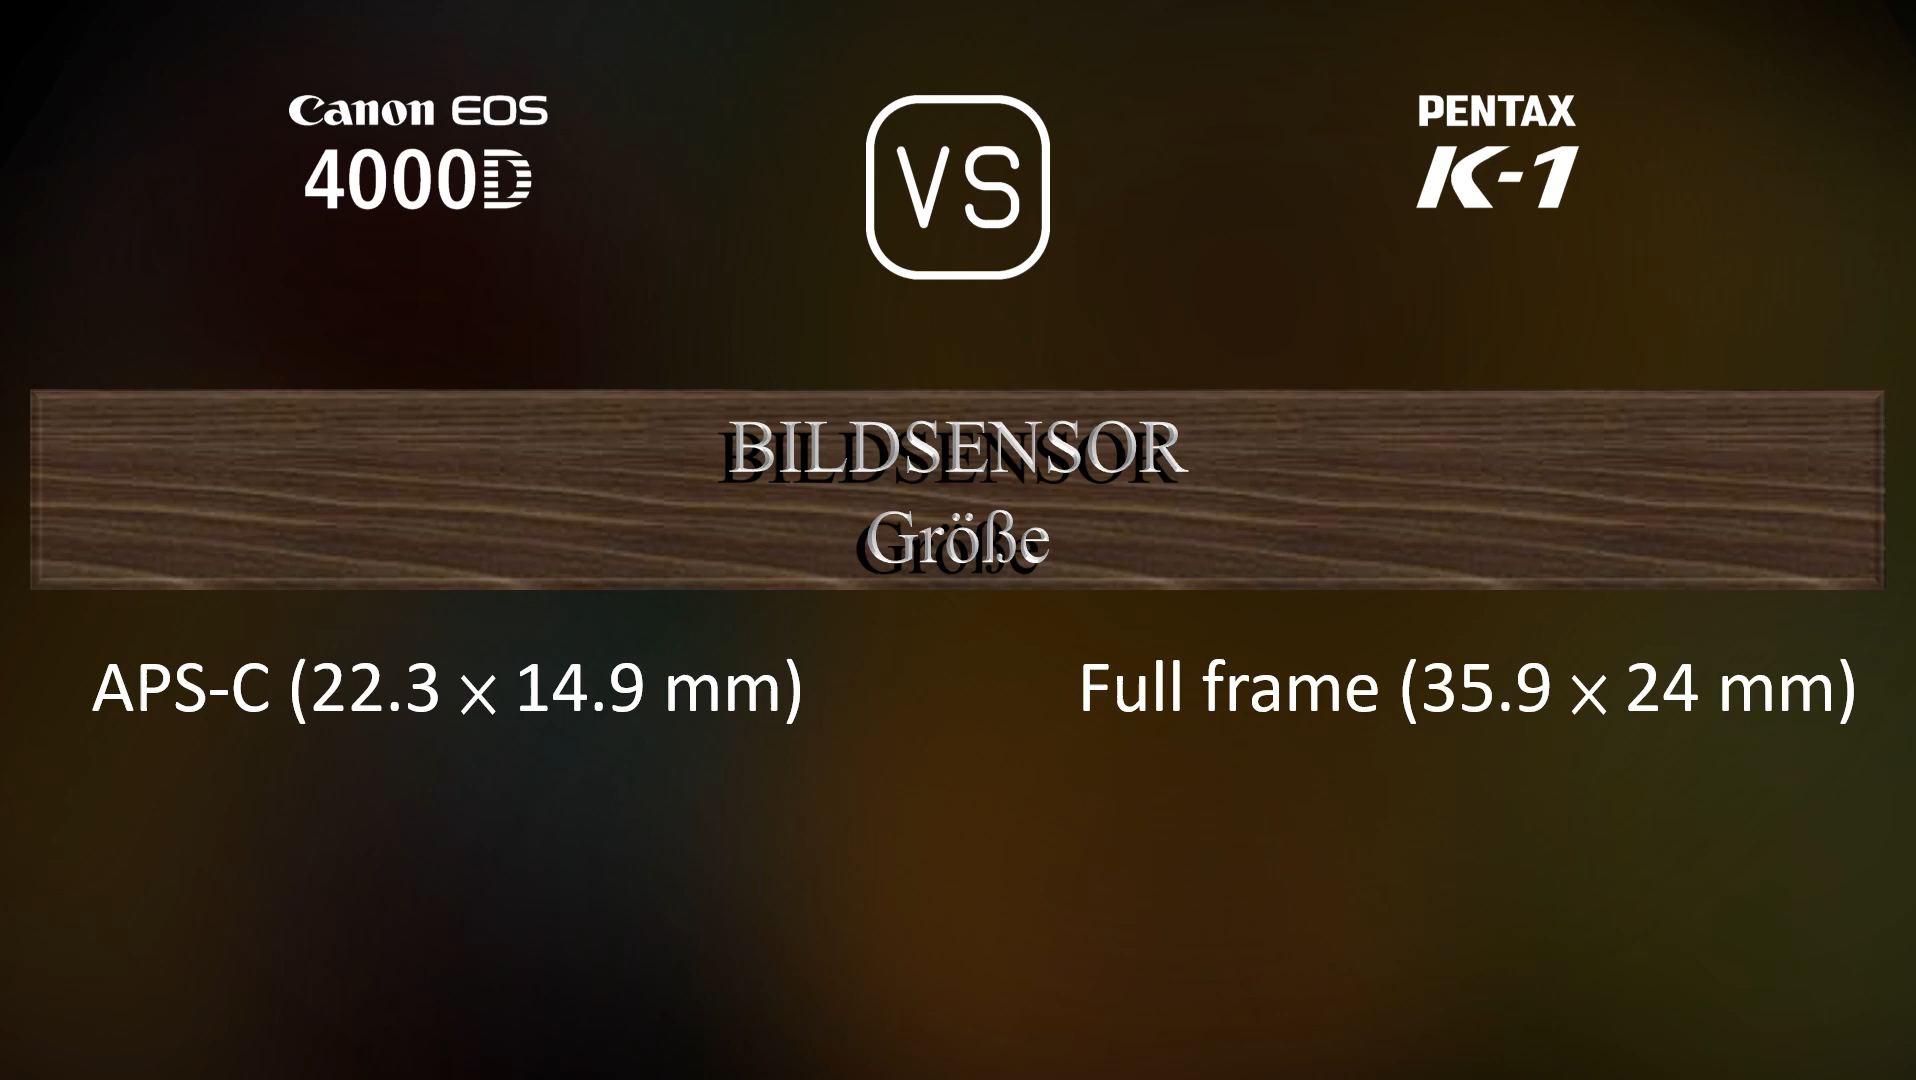 Canon EOS
4000D
VS
PENTAX
K-1
BILDSENSOR
Größe
APS-C (22.3 x 14.9 mm)
Full frame (35.9 x 24 mm)